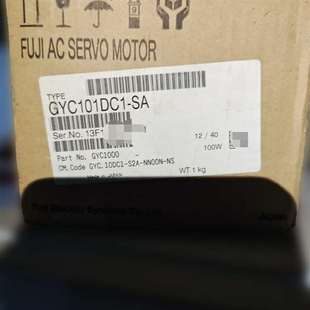 FUJI AC SERVO MOTOR
TYPE
GYC101DC1-SA
Ser.No. 13F1
12 / 40
Part No. GYC1000 -
100W
CM.Code GYC.10DC1-S2A-NNOON-NS
WT 1 kg